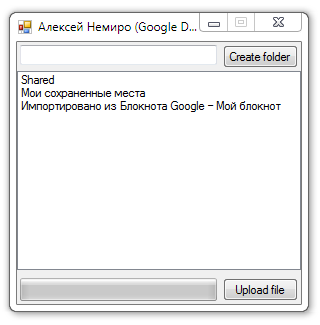 Алексей Немиро (Google D...
Create folder
Shared
Мои сохраненные места
Импортировано из Блокнота Google - Мой блокнот
Upload file